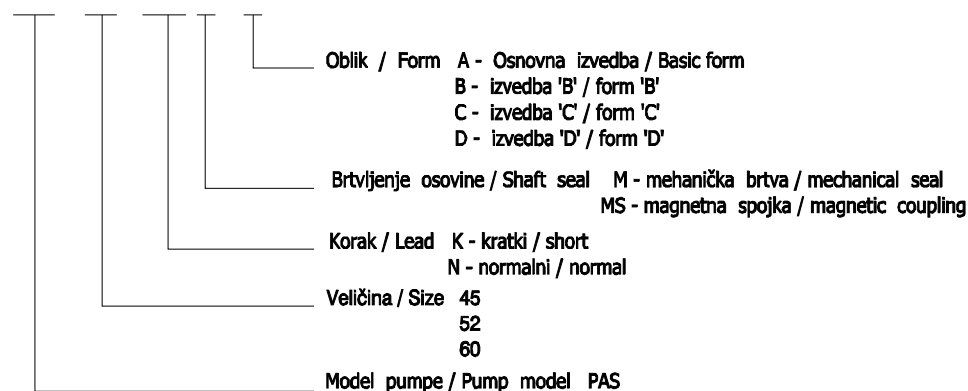 Oblik / Form A - Osnovna izvedba / Basic form
B - izvedba 'B' / form 'B'
C - izvedba 'C' / form 'C'
D - izvedba 'D' / form 'D'
Brtvljenje osovine / Shaft seal M - mehanička brtva / mechanical seal
MS - magnetna spojka / magnetic coupling
Korak / Lead K - kratki / short
N - normalni / normal
Veličina / Size 45
52
60
Model pumpe / Pump model PAS